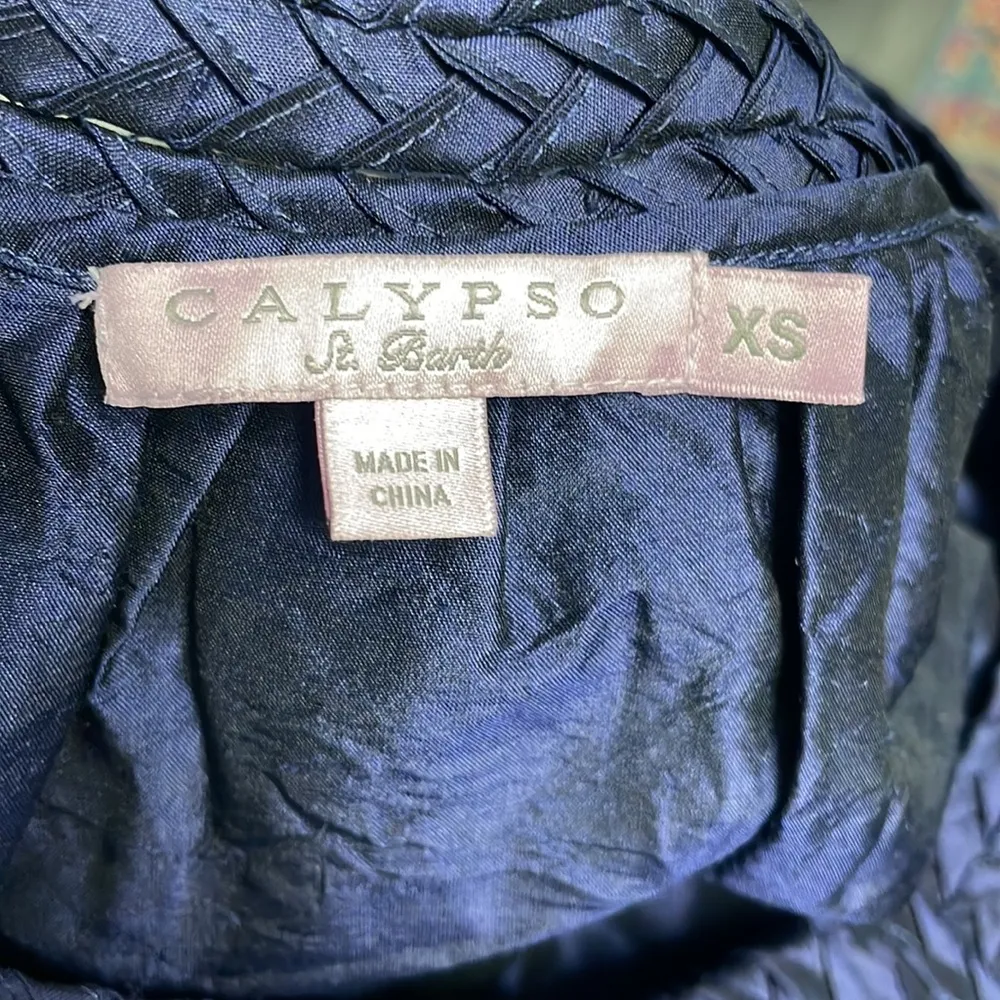 CALYPSO
St. Barth
XS
MADE IN
CHINA